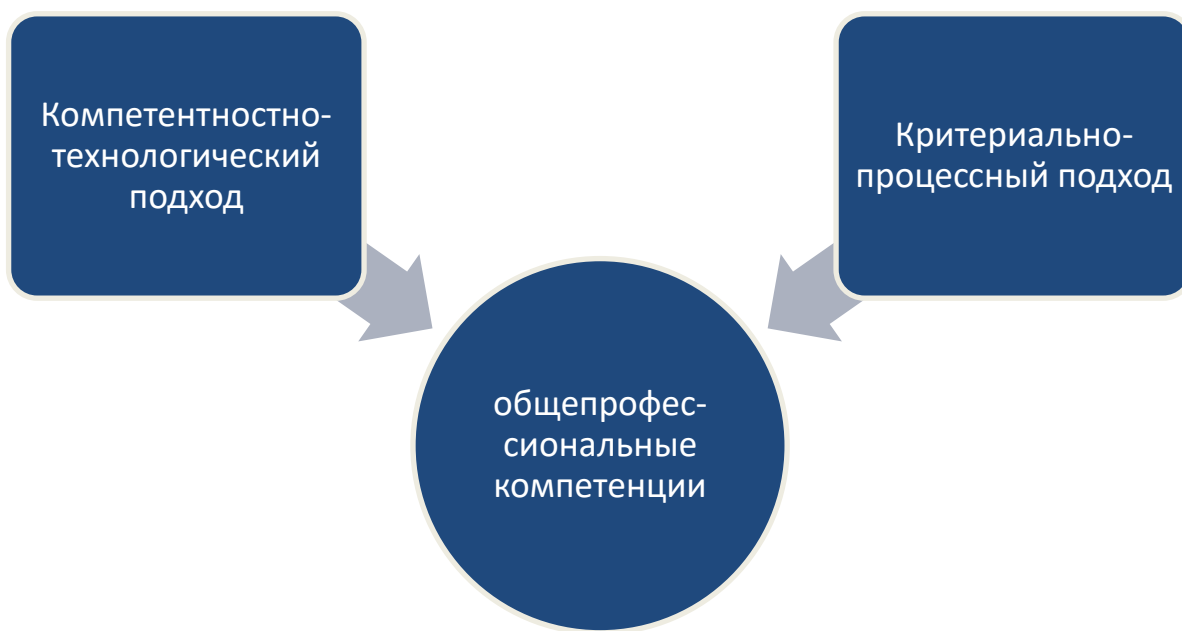 Компетентностно-
технологический
подход
Критериально-
процессный подход
общепрофес-
сиональные
компетенции